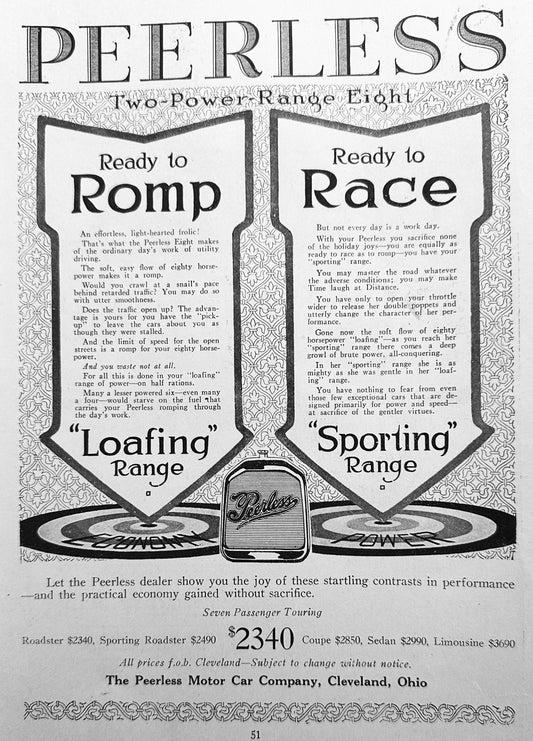 PEERLESS
Two-Power-Range Eight
Ready to
Romp
An effortless, light-hearted frolic!
That's what the Peerless Eight makes
of the ordinary day's work of utility
driving.
The soft, easy flow of eighty horse-
power makes it a romp.
Would you crawl at a snail's pace
behind retarded traffic? You may do so
with utter smoothness.
Does the traffic open up? The advan-
tage is yours for you have the "pick-
up" to leave the cars about you as
though they were stalled.
And the limit of speed on the open
streets is a romp for your eighty horse-
power.
And you waste not at all.
For all this is done in your "loafing"
range of power—on half rations.
Many a lesser powered six—even many
a four—would starve on the fuel that
carries your Peerless romping through
the day's work.
"Loafing"
Range
ECONOMY
Ready to
Race
But not every day is a work day.
With your Peerless you sacrifice none
of the holiday joys—you are equally as
ready to race as to romp—you have your
"sporting" range.
You may master the road whatever
the adverse conditions; you may make
Time laugh at Distance.
You have only to open your throttle
wider to release her double poppets and
utterly change the character of her per-
formance.
Gone now the soft flow of eighty
horsepower "loafing"—as you reach her
"sporting" range there comes a deep
growl of brute power, all-conquering.
In her "sporting" range she is as
mighty as she was gentle in her "loaf-
ing" range.
You have nothing to fear from even
those few exceptional cars that are de-
signed primarily for power and speed—
at sacrifice of the gentler virtues.
"Sporting"
Range
POWER
Peerless
Let the Peerless dealer show you the joy of these startling contrasts in performance
—and the practical economy gained without sacrifice.
Seven Passenger Touring
Roadster $2340, Sporting Roadster $2490 $2340 Coupe $2850, Sedan $2990, Limousine $3690
All prices f.o.b. Cleveland—Subject to change without notice.
The Peerless Motor Car Company, Cleveland, Ohio
51